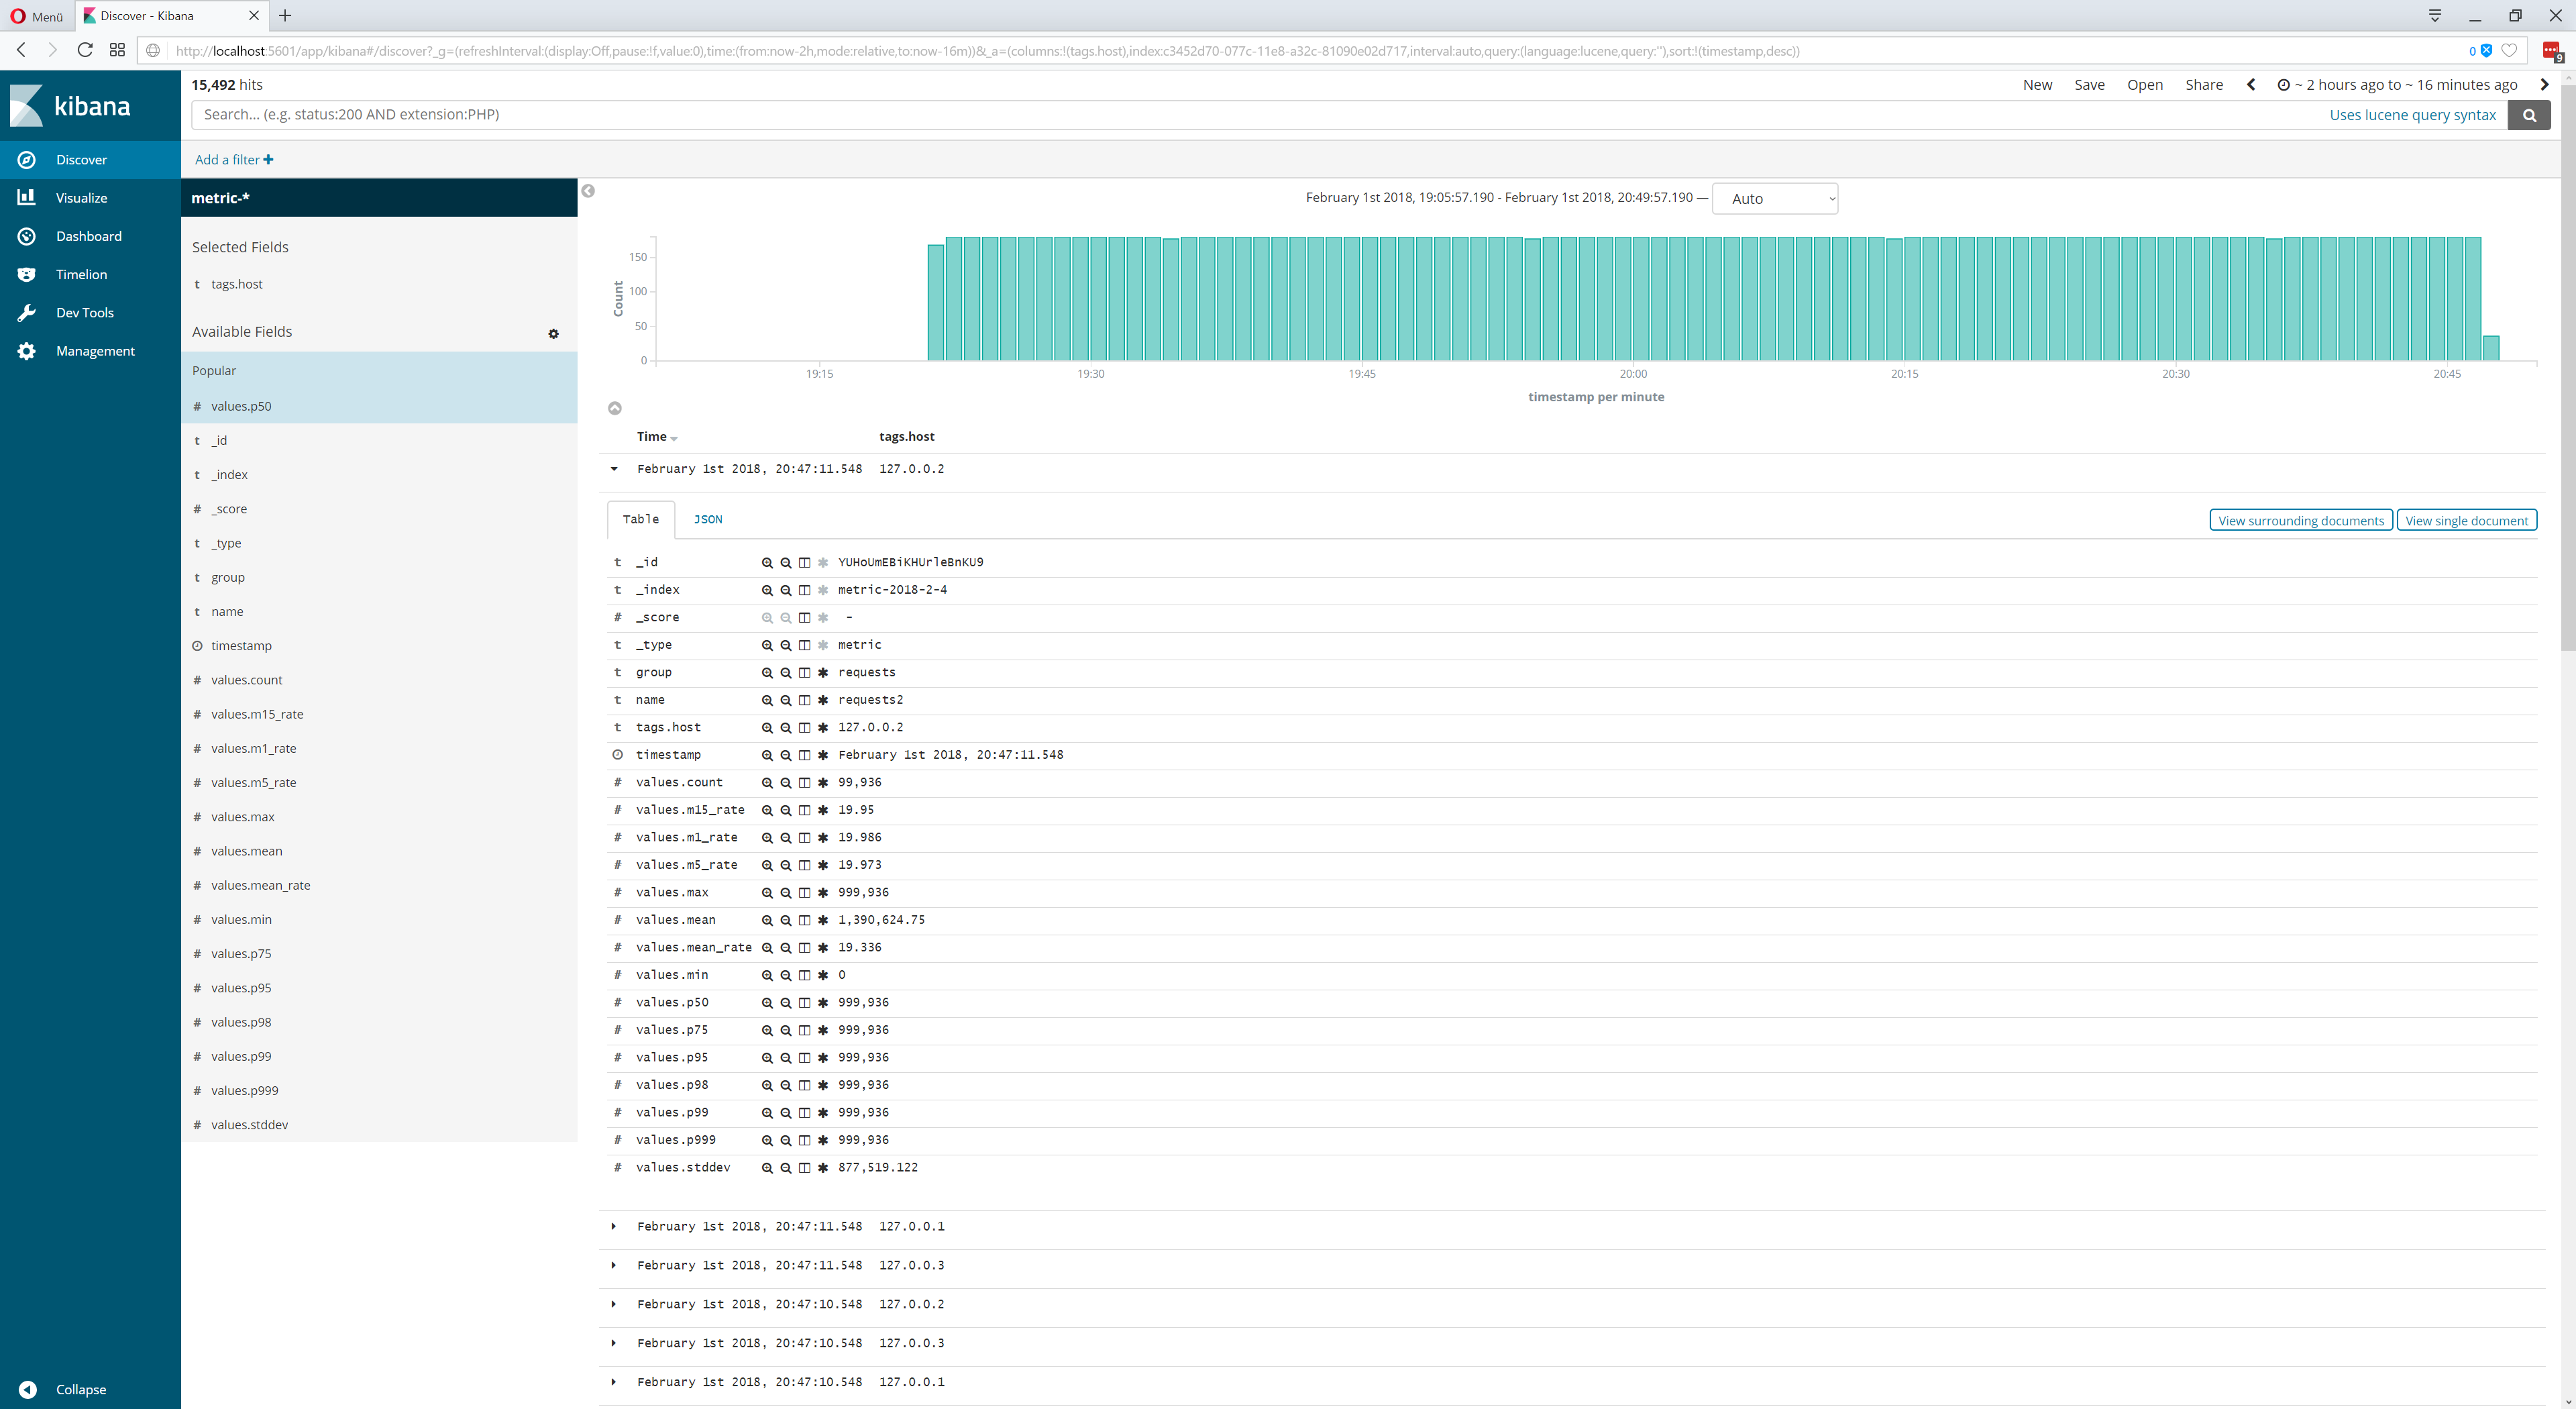 Menü
Discover - Kibana
http://localhost:5601/app/kibana#/discover?_g=(refreshInterval:(display:Off,pause:!f,value:0),time:(from:now-2h,mode:relative,to:now-16m))&_a=(columns:!(tags.host),index:c3452d70-077c-11e8-a32c-81090e02d717,interval:auto,query:(language:lucene,query:''),sort:!(timestamp,desc))
0
9
kibana
Discover
Visualize
Dashboard
Timelion
Dev Tools
Management
Collapse
15,492 hits
New Save Open Share ~ 2 hours ago to ~ 16 minutes ago
Search... (e.g. status:200 AND extension:PHP)
Uses lucene query syntax
Add a filter
metric-*
Selected Fields
t tags.host
Available Fields
Popular
# values.p50
t _id
t _index
# _score
t _type
t group
t name
timestamp
# values.count
# values.m15_rate
# values.m1_rate
# values.m5_rate
# values.max
# values.mean
# values.mean_rate
# values.min
# values.p75
# values.p95
# values.p98
# values.p99
# values.p999
# values.stddev
February 1st 2018, 19:05:57.190 - February 1st 2018, 20:49:57.190 — Auto
Count
150
100
50
0
19:15 19:30 19:45 20:00 20:15 20:30 20:45
timestamp per minute
Time tags.host
February 1st 2018, 20:47:11.548 127.0.0.2
Table JSON
View surrounding documents View single document
t _id YUHoUmEBiKHUrleBnKU9
t _index metric-2018-2-4
# _score -
t _type metric
t group requests
t name requests2
t tags.host 127.0.0.2
timestamp February 1st 2018, 20:47:11.548
# values.count 99,936
# values.m15_rate 19.95
# values.m1_rate 19.986
# values.m5_rate 19.973
# values.max 999,936
# values.mean 1,390,624.75
# values.mean_rate 19.336
# values.min 0
# values.p50 999,936
# values.p75 999,936
# values.p95 999,936
# values.p98 999,936
# values.p99 999,936
# values.p999 999,936
# values.stddev 877,519.122
February 1st 2018, 20:47:11.548 127.0.0.1
February 1st 2018, 20:47:11.548 127.0.0.3
February 1st 2018, 20:47:10.548 127.0.0.2
February 1st 2018, 20:47:10.548 127.0.0.3
February 1st 2018, 20:47:10.548 127.0.0.1